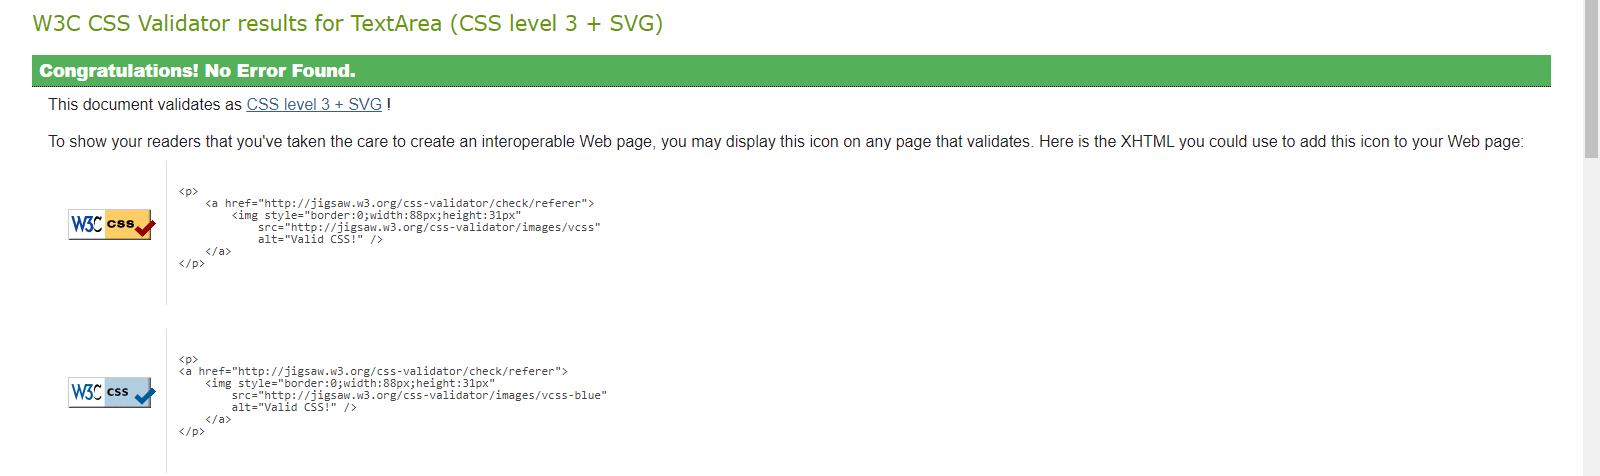 W3C CSS Validator results for TextArea (CSS level 3 + SVG)
Congratulations! No Error Found.
This document validates as CSS level 3 + SVG !
To show your readers that you've taken the care to create an interoperable Web page, you may display this icon on any page that validates. Here is the XHTML you could use to add this icon to your Web page:
W3C css
<p>
    <a href="http://jigsaw.w3.org/css-validator/check/referer">
        <img style="border:0;width:88px;height:31px"
            src="http://jigsaw.w3.org/css-validator/images/vcss"
            alt="Valid CSS!" />
    </a>
</p>
W3C css
<p>
<a href="http://jigsaw.w3.org/css-validator/check/referer">
    <img style="border:0;width:88px;height:31px"
        src="http://jigsaw.w3.org/css-validator/images/vcss-blue"
        alt="Valid CSS!" />
    </a>
</p>